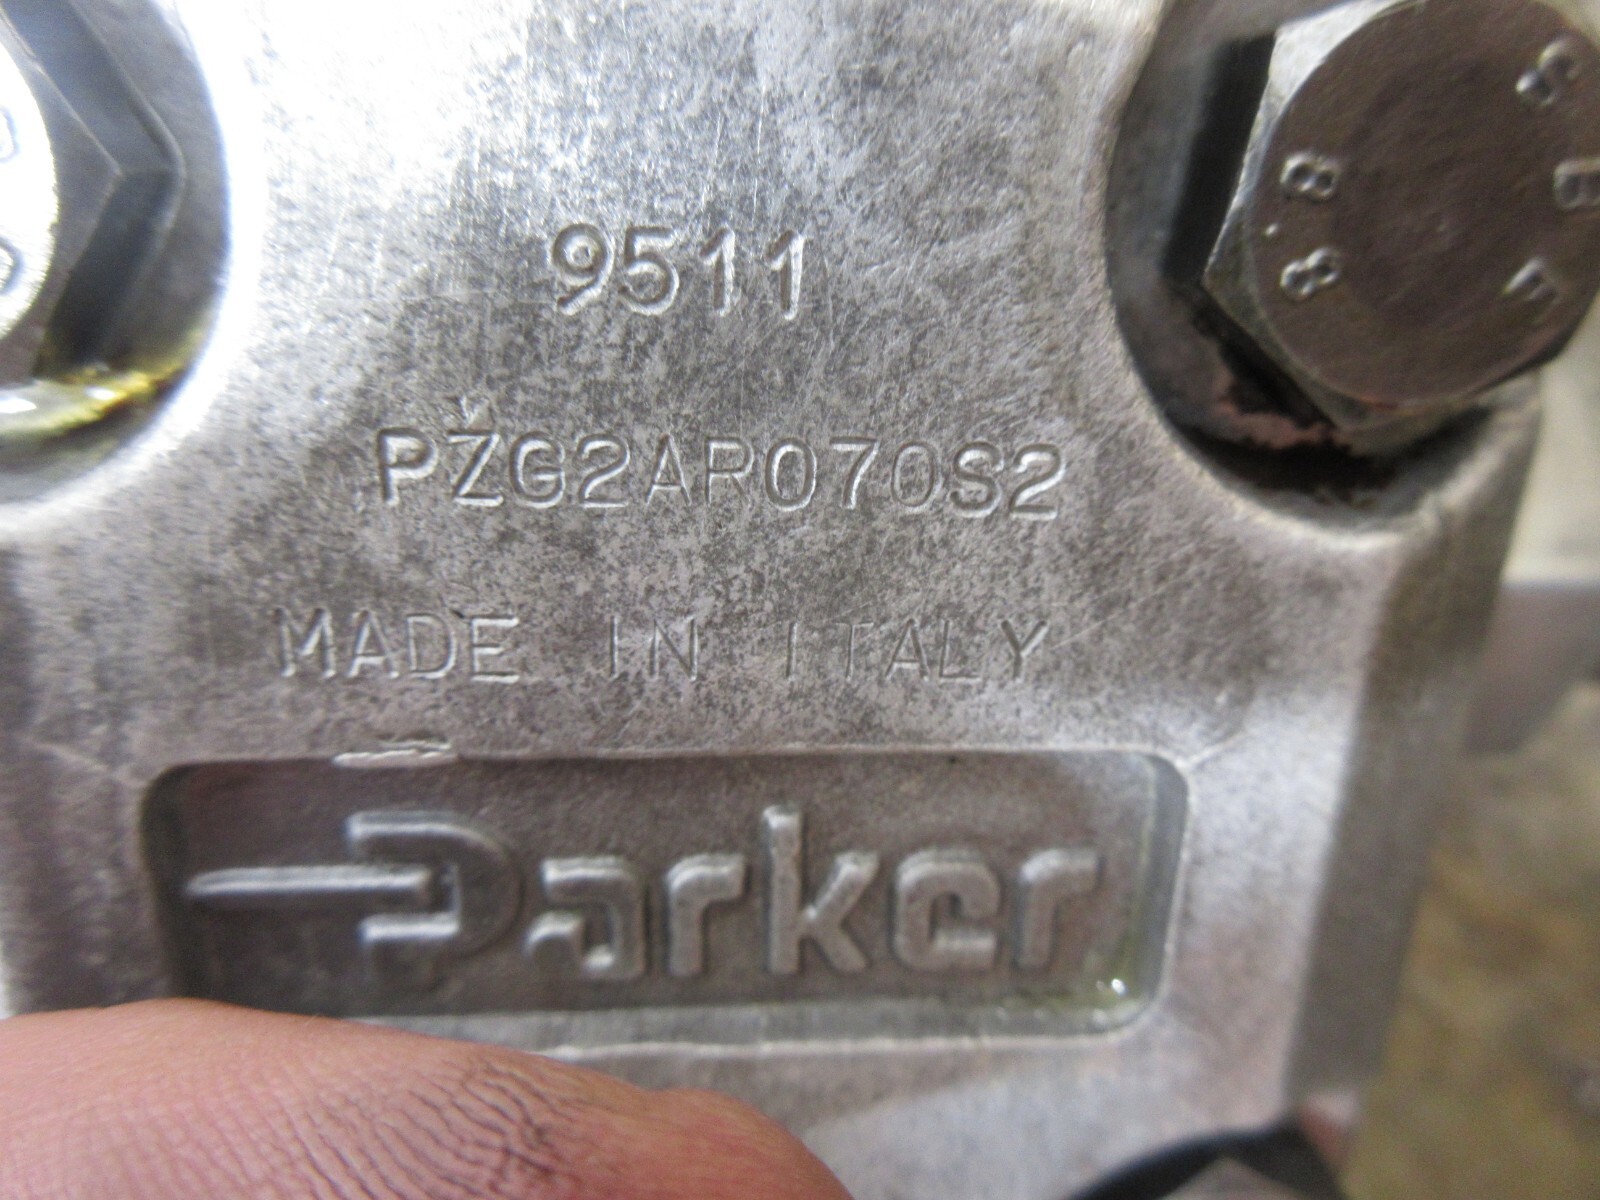 9511
PZG2AR070S2
MADE IN ITALY
Parker
8.8